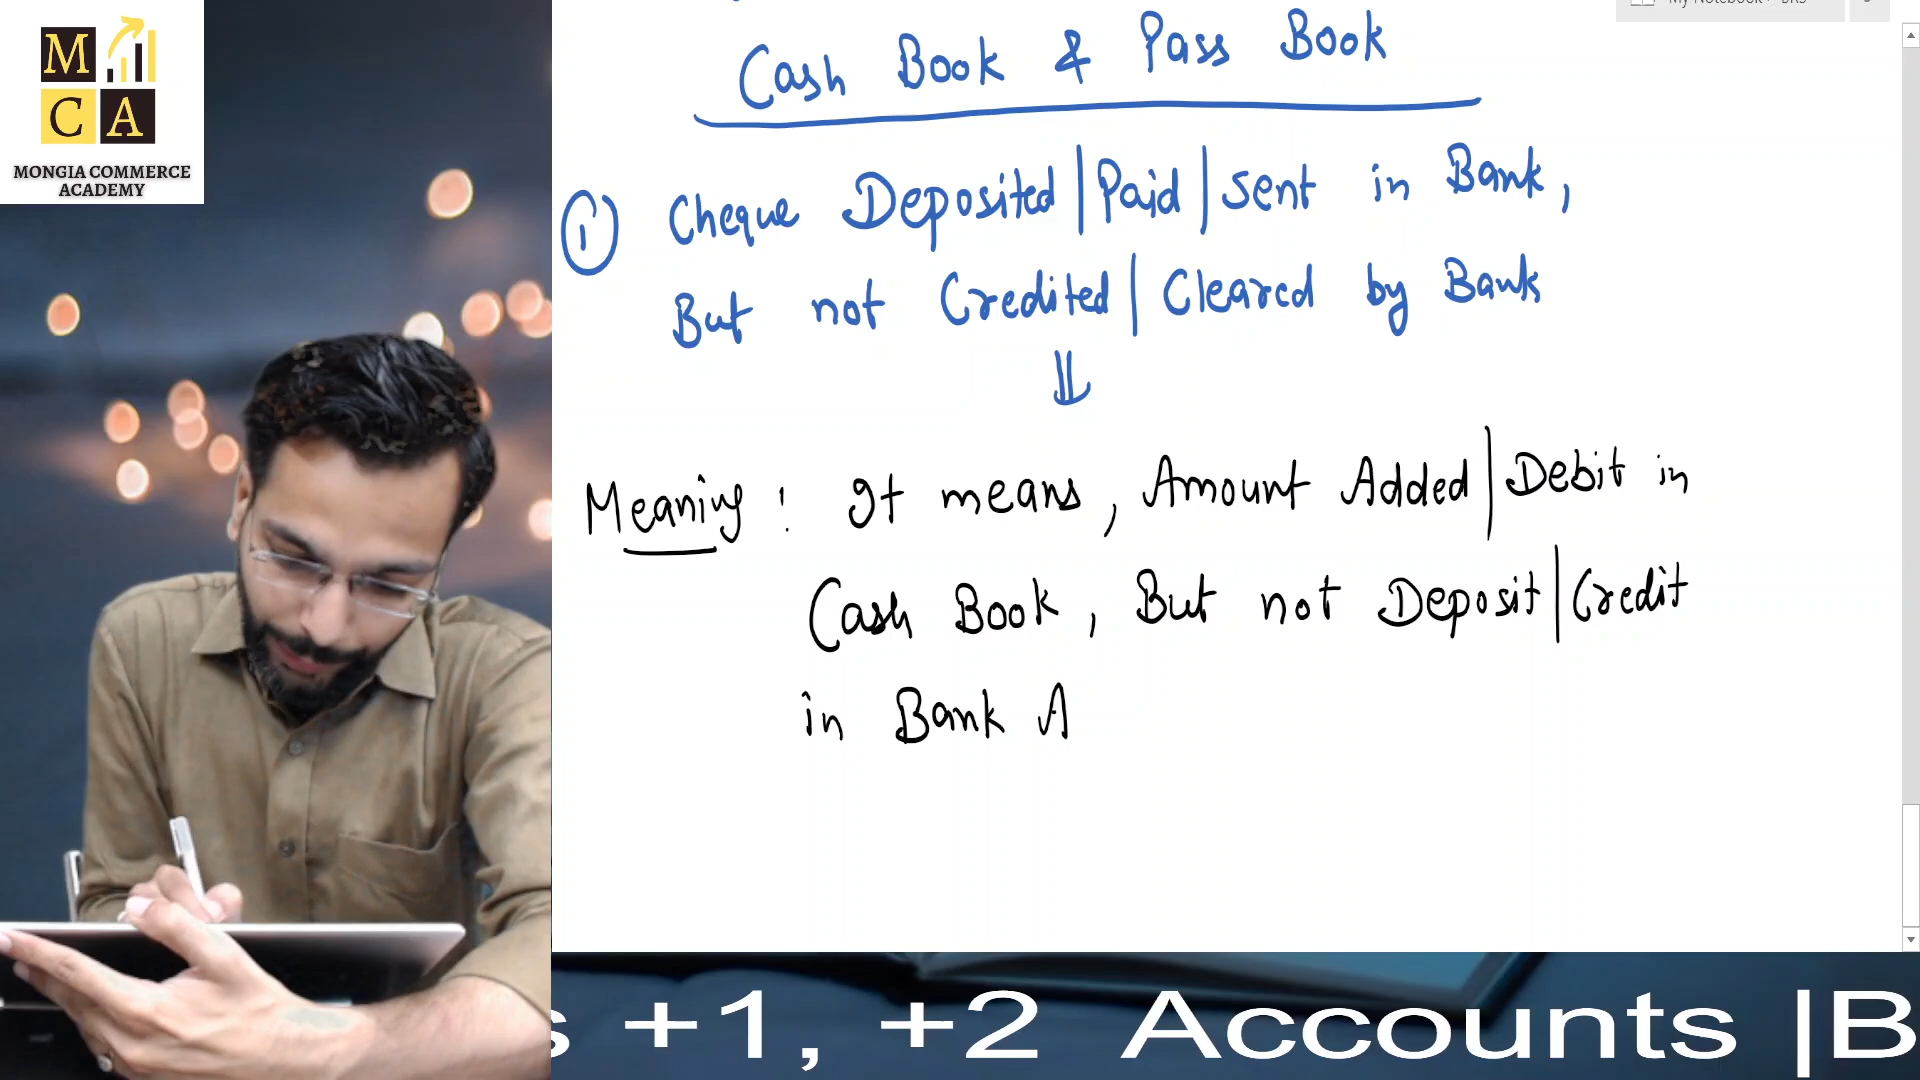 M
C A
MONGIA COMMERCE
ACADEMY
Cash Book & Pass Book
1 Cheque Deposited|Paid|sent in Bank,
But not Credited|Cleared by Bank
Meaning : It means, Amount Added|Debit in
Cash Book, But not Deposit|Credit
in Bank A
s +1, +2 Accounts |B